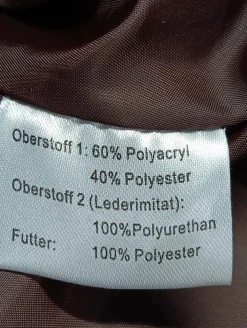 Oberstoff 1: 60% Polyacryl
40% Polyester
Oberstoff 2 (Lederimitat):
100%Polyurethan
Futter: 100% Polyester